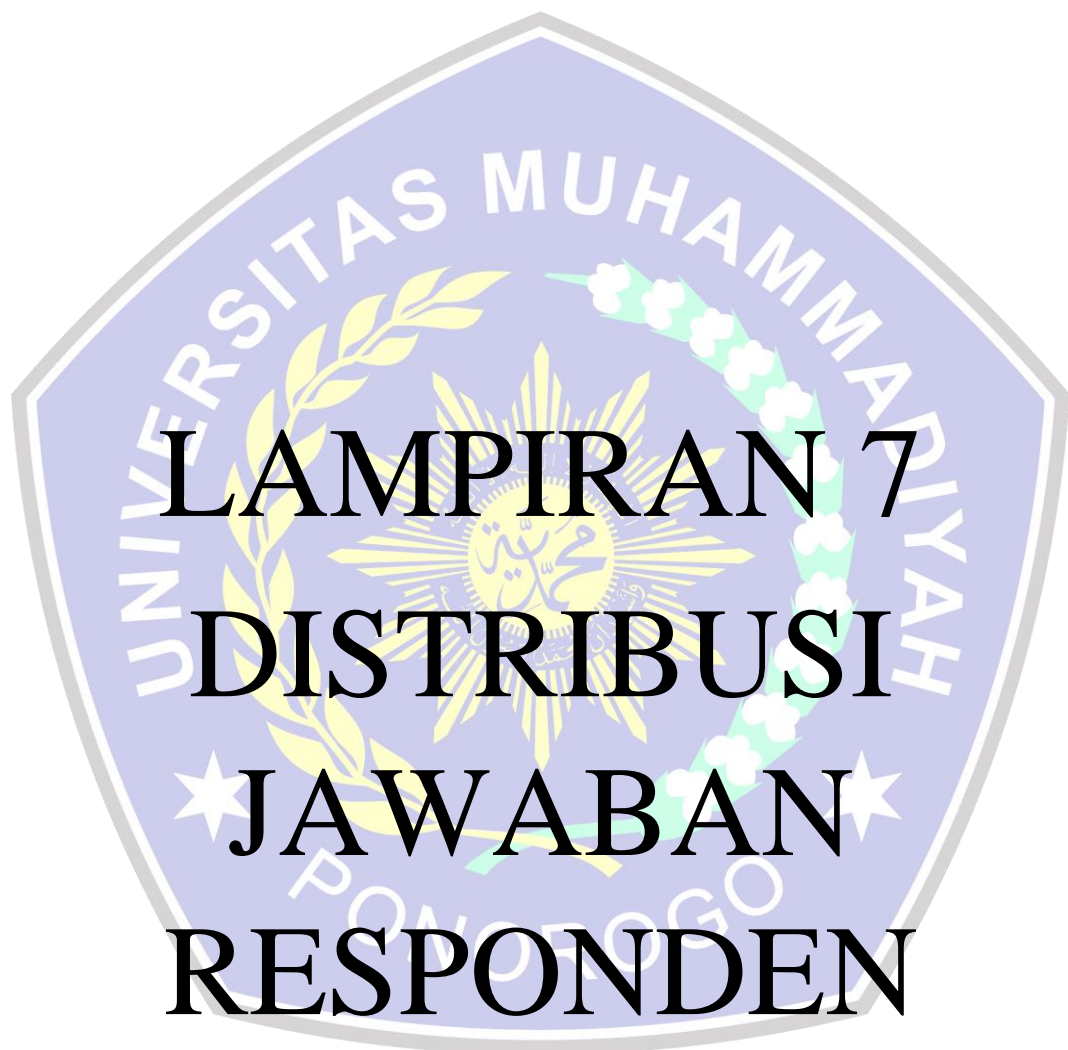 UNIVERSITAS MUHAMMADIYAH
LAMPIRAN 7
DISTRIBUSI
JAWABAN
RESPONDEN
PONOROGO